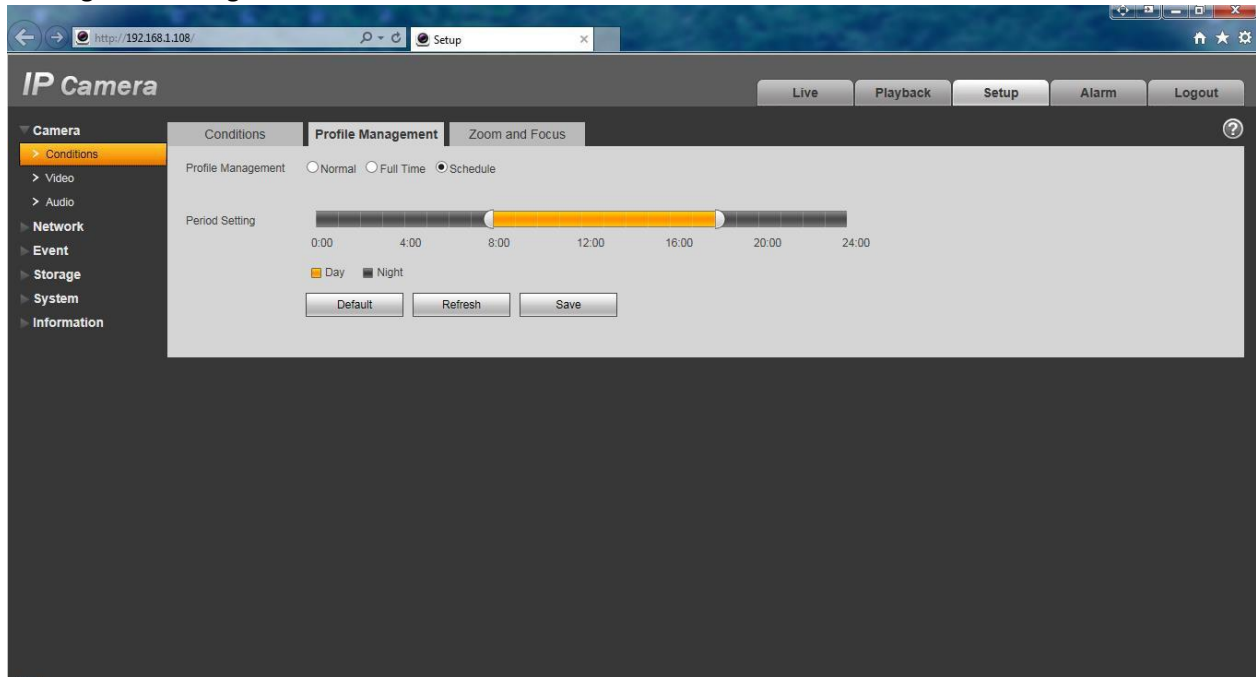 http://192.168.1.108/ Setup
IP Camera
Live Playback Setup Alarm Logout
Camera
Conditions Profile Management Zoom and Focus
Conditions
Profile Management Normal Full Time Schedule
Video
Audio
Period Setting
Network
0:00 4:00 8:00 12:00 16:00 20:00 24:00
Event
Storage
Day Night
System
Default Refresh Save
Information